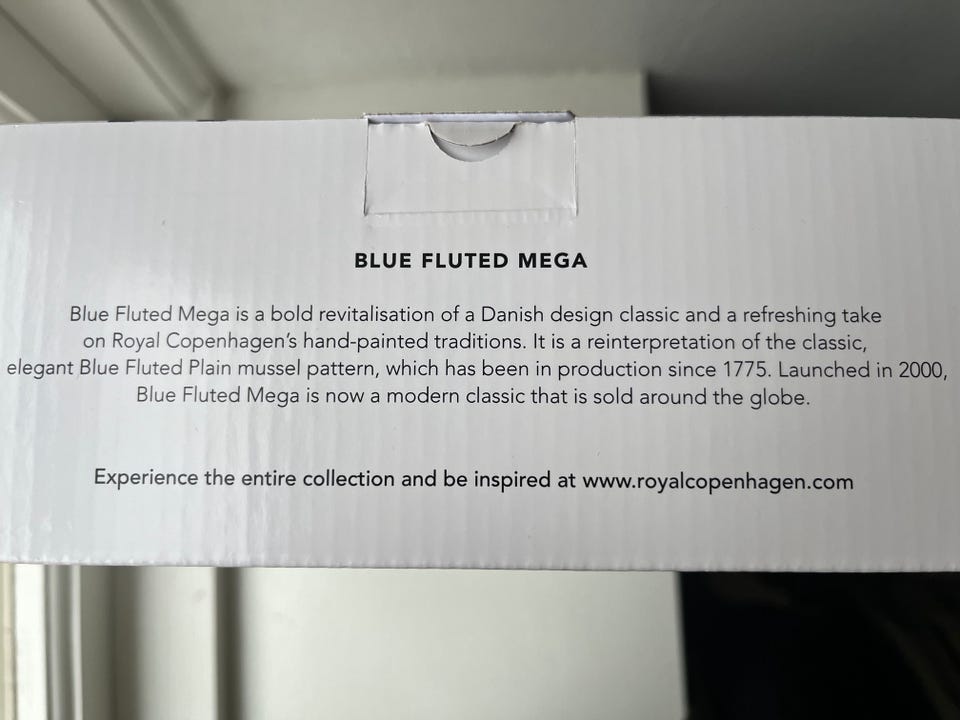 BLUE FLUTED MEGA
Blue Fluted Mega is a bold revitalisation of a Danish design classic and a refreshing take
on Royal Copenhagen's hand-painted traditions. It is a reinterpretation of the classic,
elegant Blue Fluted Plain mussel pattern, which has been in production since 1775. Launched in 2000,
Blue Fluted Mega is now a modern classic that is sold around the globe.
Experience the entire collection and be inspired at www.royalcopenhagen.com